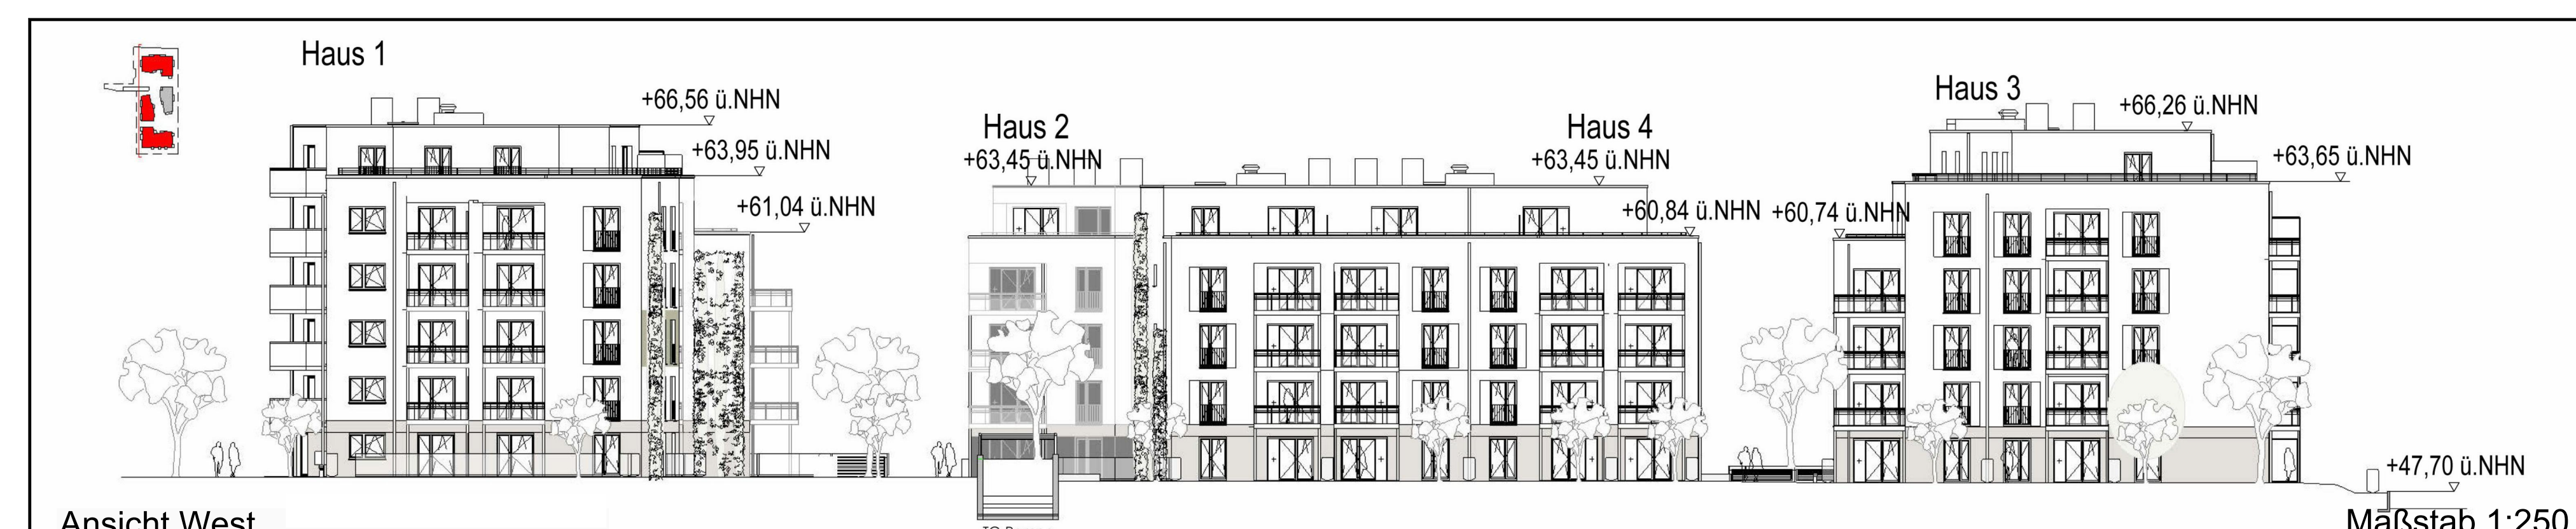 Haus 1
+66,56 ü.NHN
+63,95 ü.NHN
+61,04 ü.NHN
Haus 2
+63,45 ü.NHN
Haus 4
+63,45 ü.NHN
+60,84 ü.NHN
+60,74 ü.NHN
Haus 3
+66,26 ü.NHN
+63,65 ü.NHN
+47,70 ü.NHN
Ansicht West
Maßstab 1:250